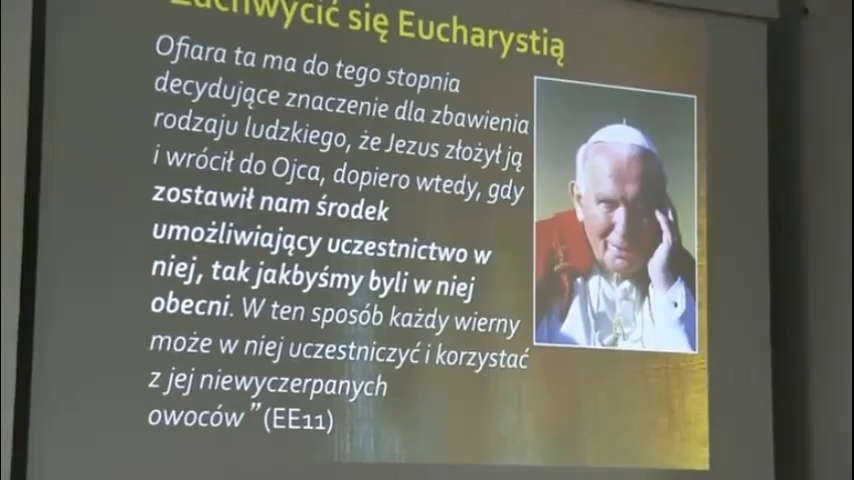 Zachwycić się Eucharystią
Ofiara ta ma do tego stopnia
decydujące znaczenie dla zbawienia
rodzaju ludzkiego, że Jezus złożył ją
i wrócił do Ojca, dopiero wtedy, gdy
zostawił nam środek
umożliwiający uczestnictwo w
niej, tak jakbyśmy byli w niej
obecni. W ten sposób każdy wierny
może w niej uczestniczyć i korzystać
z jej niewyczerpanych
owoców” (EE11)